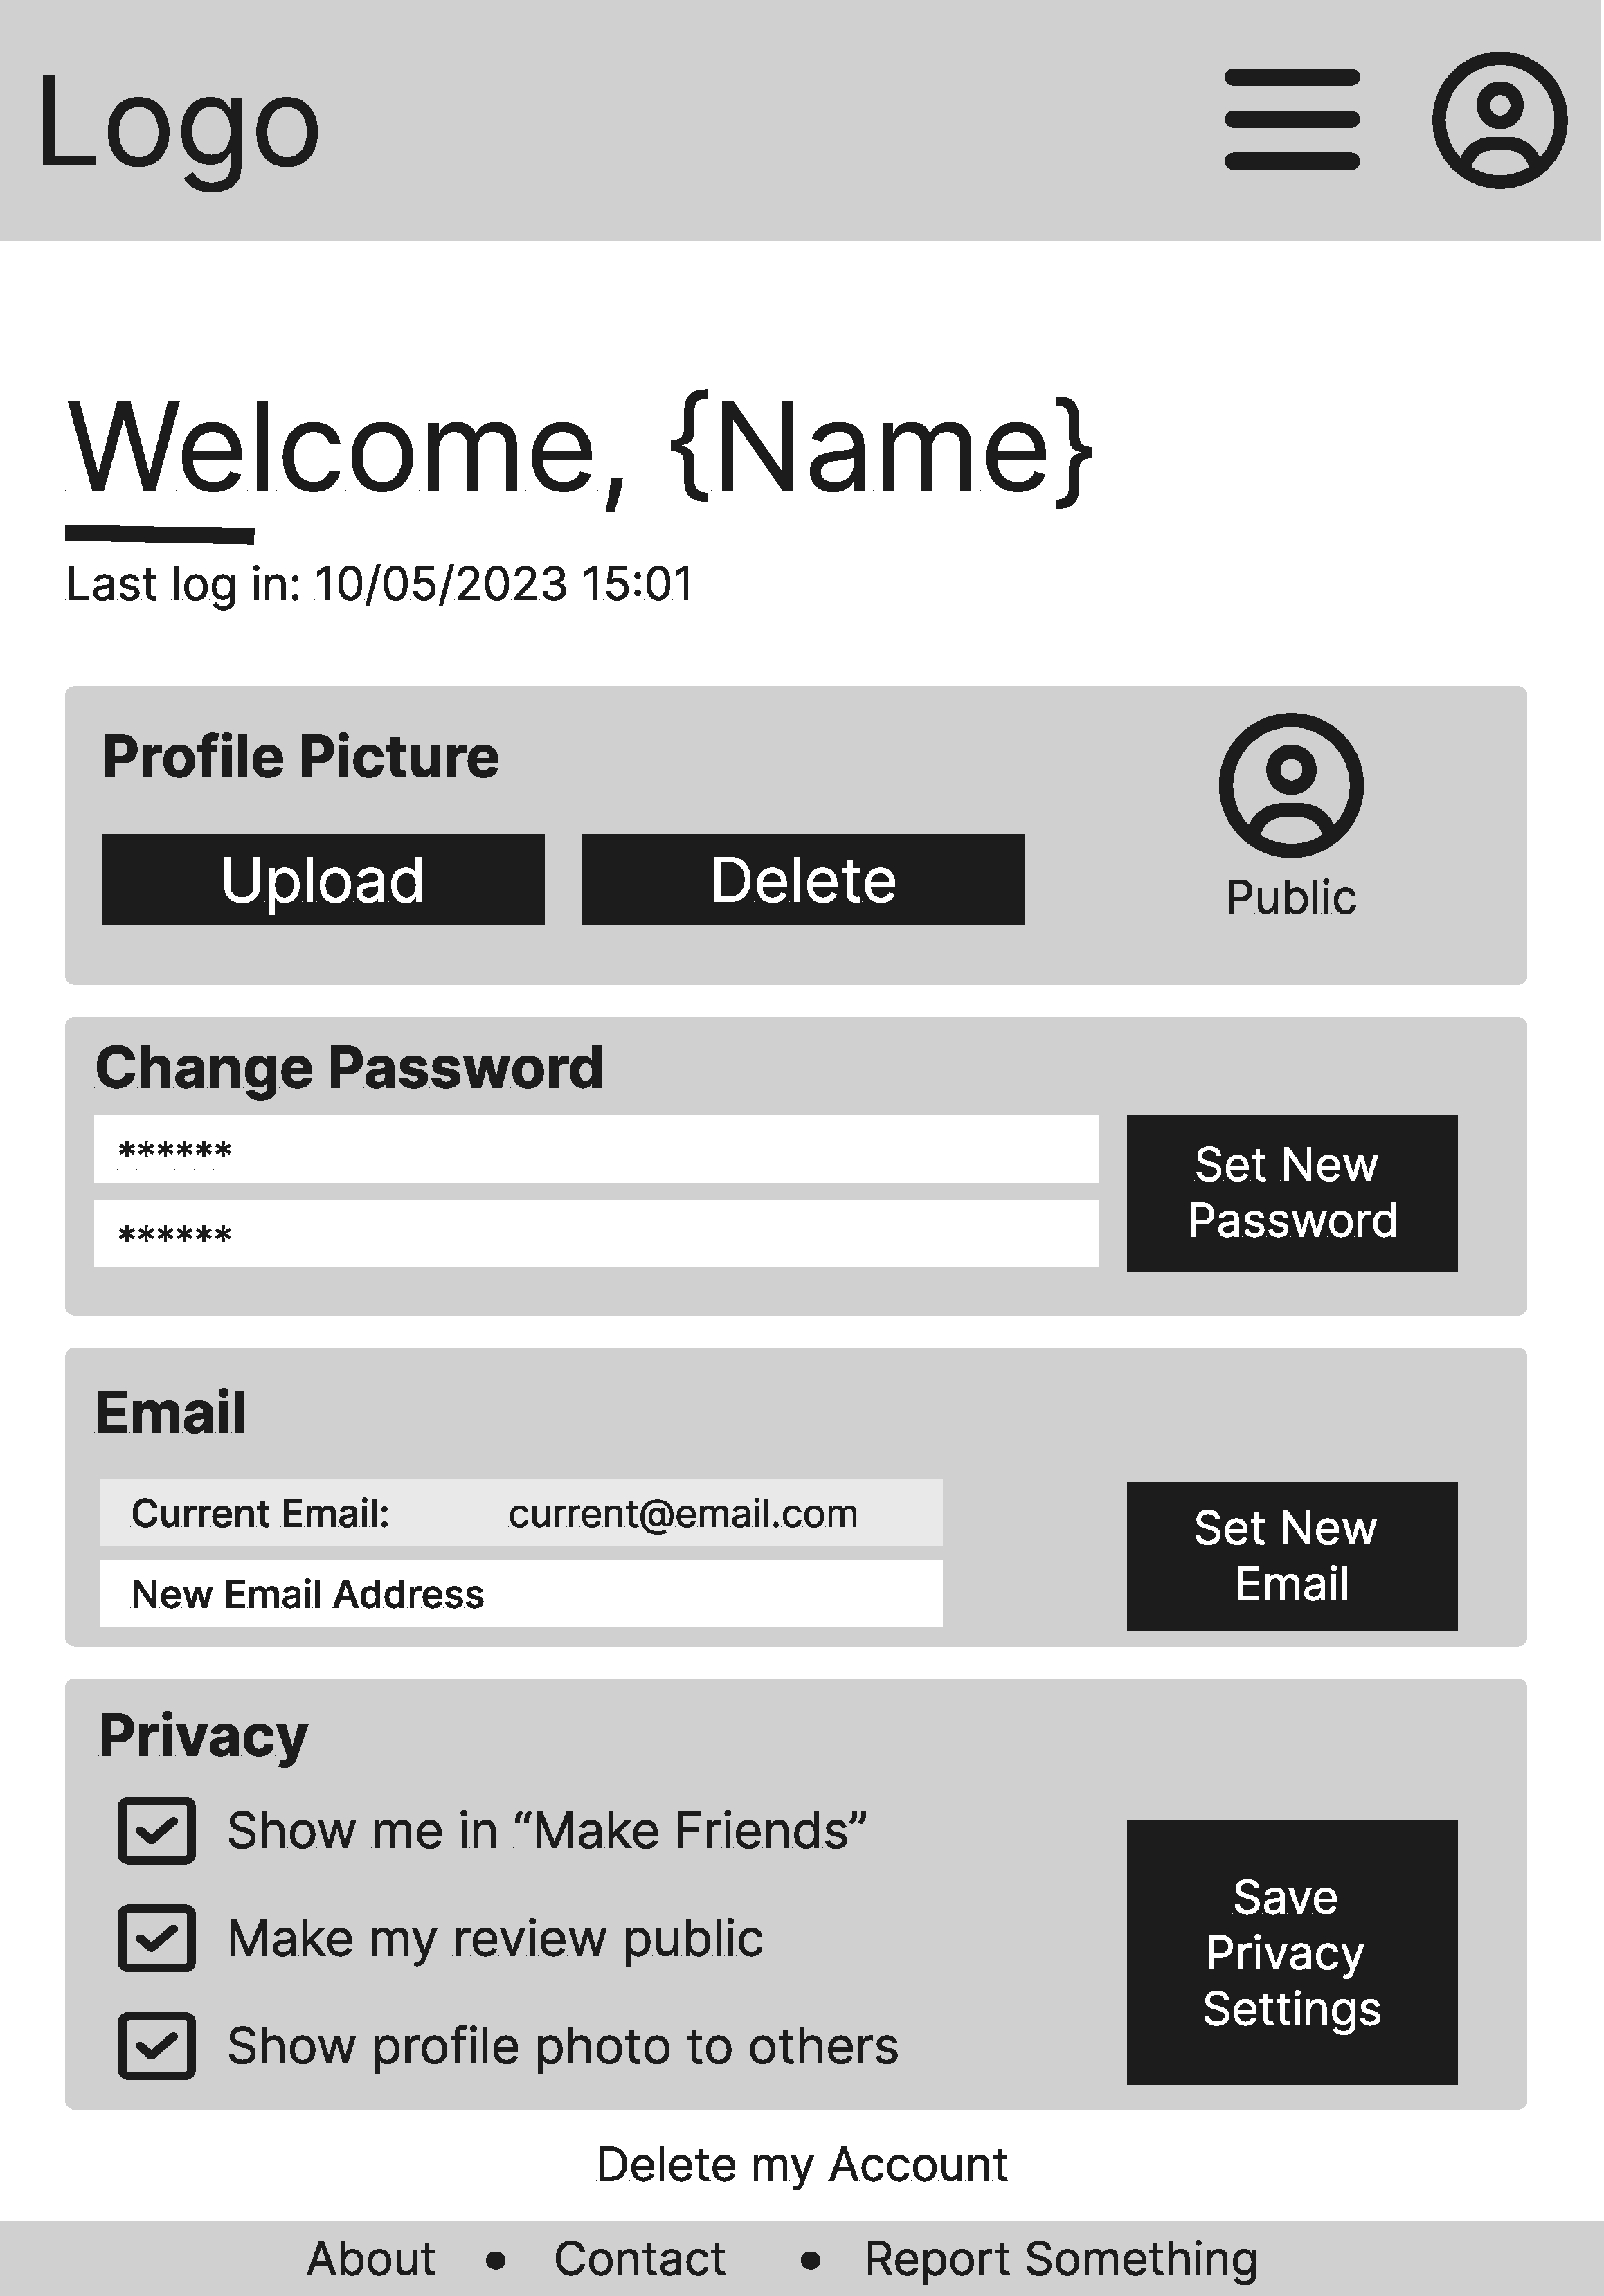 Logo
Welcome, {Name}
Last log in: 10/05/2023 15:01
Profile Picture
Upload
Delete
Public
Change Password
******
******
Set New
Password
Email
Current Email: current@email.com
New Email Address
Set New
Email
Privacy
Show me in “Make Friends”
Make my review public
Show profile photo to others
Save
Privacy
Settings
Delete my Account
About • Contact • Report Something